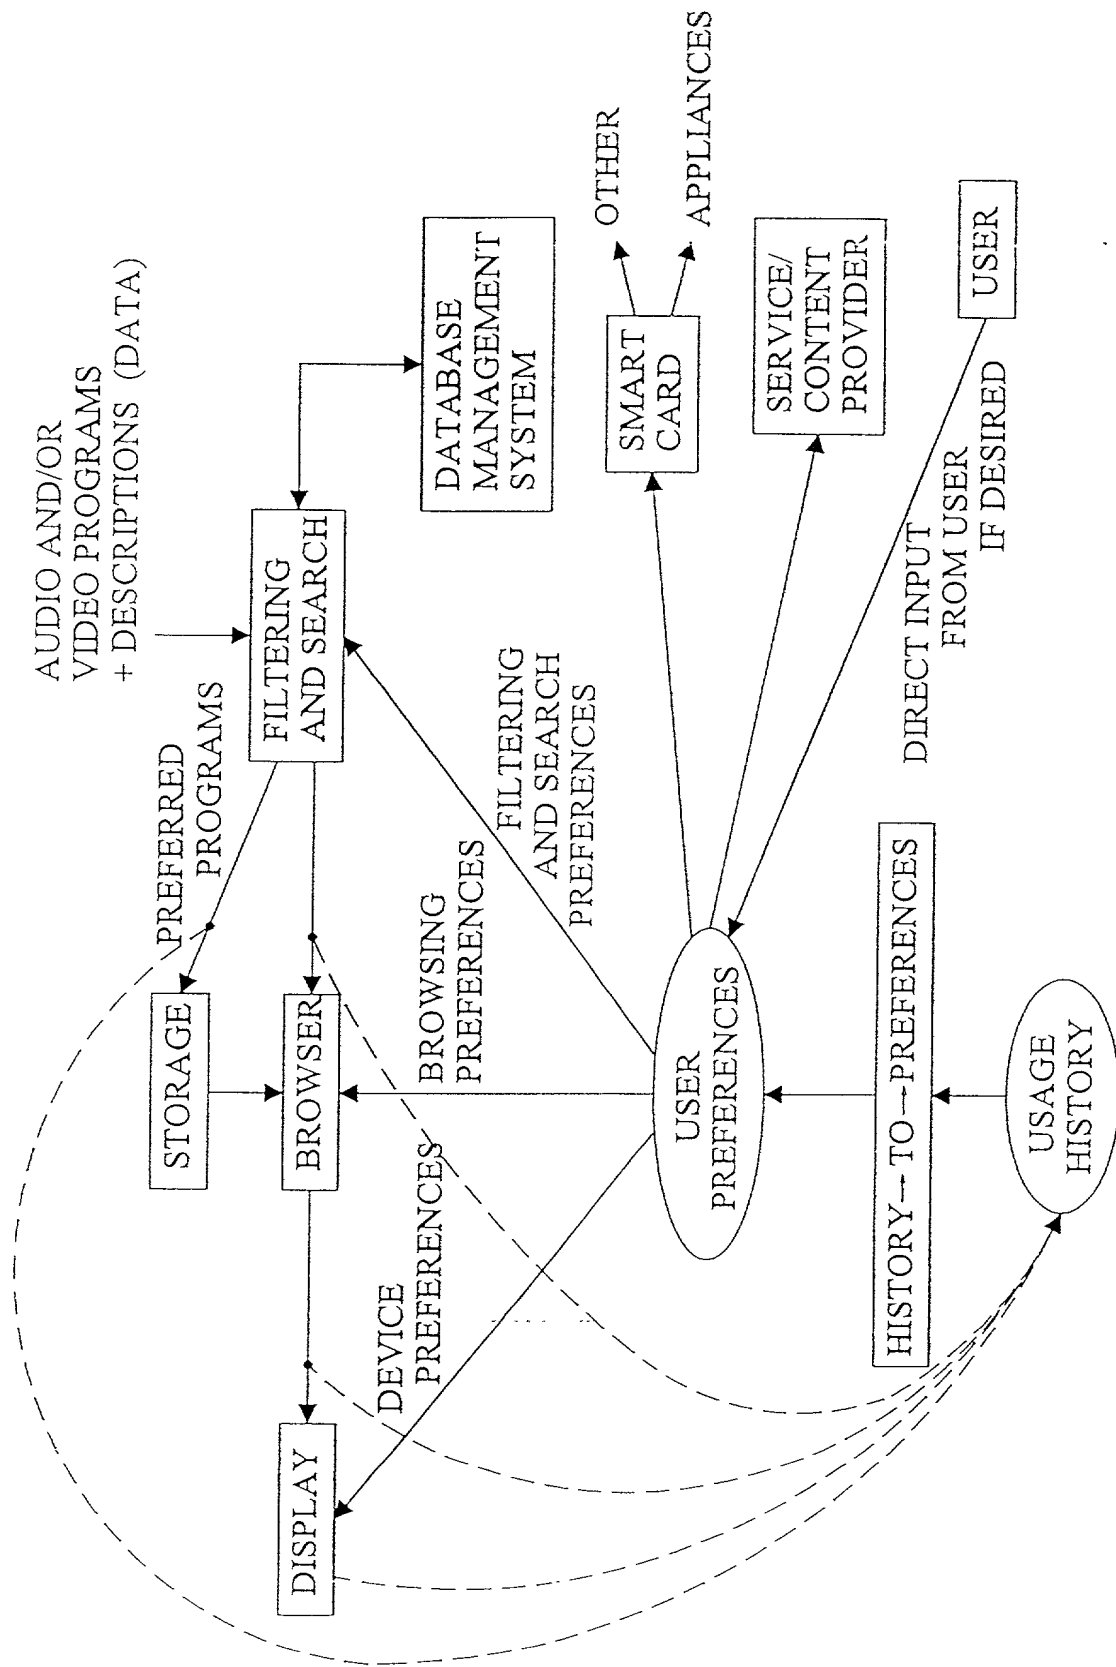 AUDIO AND/OR
VIDEO PROGRAMS
+ DESCRIPTIONS (DATA)
PREFERRED
PROGRAMS
STORAGE
FILTERING
AND SEARCH
DISPLAY
BROWSER
DATABASE
MANAGEMENT
SYSTEM
DEVICE
PREFERENCES
BROWSING
PREFERENCES
FILTERING
AND SEARCH
PREFERENCES
SMART
CARD
OTHER
APPLIANCES
USER
PREFERENCES
SERVICE/
CONTENT
PROVIDER
DIRECT INPUT
FROM USER
IF DESIRED
USER
HISTORY→TO→PREFERENCES
USAGE
HISTORY